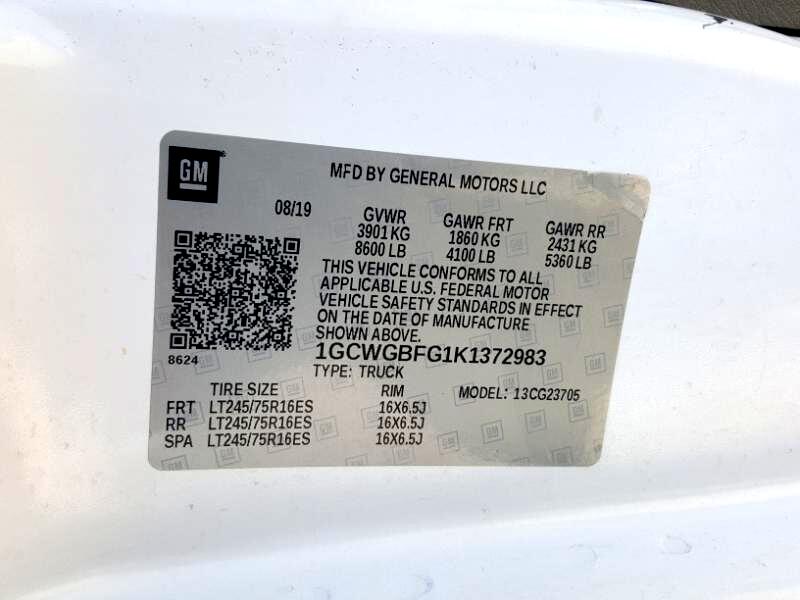 GM
MFD BY GENERAL MOTORS LLC
08/19 GVWR GAWR FRT GAWR RR
3901 KG 1860 KG 2431 KG
8600 LB 4100 LB 5360 LB
THIS VEHICLE CONFORMS TO ALL
APPLICABLE U.S. FEDERAL MOTOR
VEHICLE SAFETY STANDARDS IN EFFECT
ON THE DATE OF MANUFACTURE
SHOWN ABOVE.
8624
1GCWGBFG1K1372983
TYPE: TRUCK
TIRE SIZE RIM MODEL: 13CG23705
FRT LT245/75R16ES 16X6.5J
RR LT245/75R16ES 16X6.5J
SPA LT245/75R16ES 16X6.5J